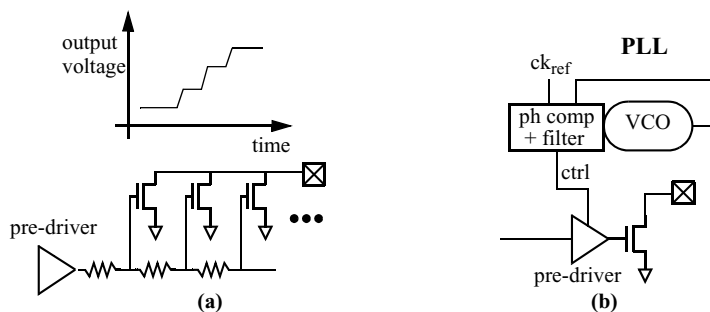 output
voltage
time
pre-driver
(a)
PLL
ck_ref
ph comp
+ filter
VCO
ctrl
pre-driver
(b)